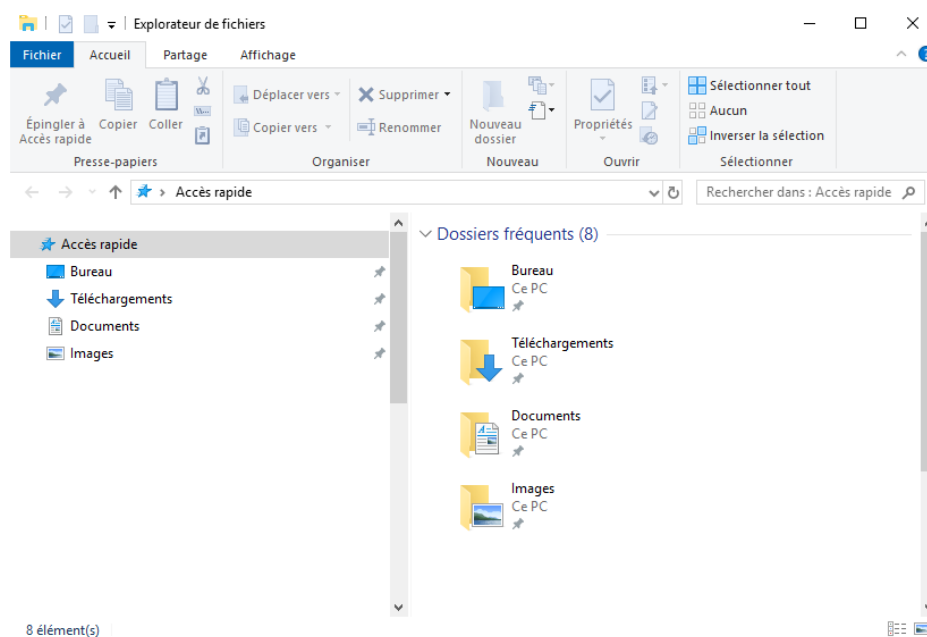 Explorateur de fichiers
Fichier Accueil Partage Affichage
Épingler à Accès rapide
Copier
Coller
Presse-papiers
Déplacer vers
Copier vers
Supprimer
Renommer
Organiser
Nouveau dossier
Nouveau
Propriétés
Ouvrir
Sélectionner tout
Aucun
Inverser la sélection
Sélectionner
Accès rapide
Rechercher dans : Accès rapide
Accès rapide
Bureau
Téléchargements
Documents
Images
Dossiers fréquents (8)
Bureau
Ce PC
Téléchargements
Ce PC
Documents
Ce PC
Images
Ce PC
8 élément(s)